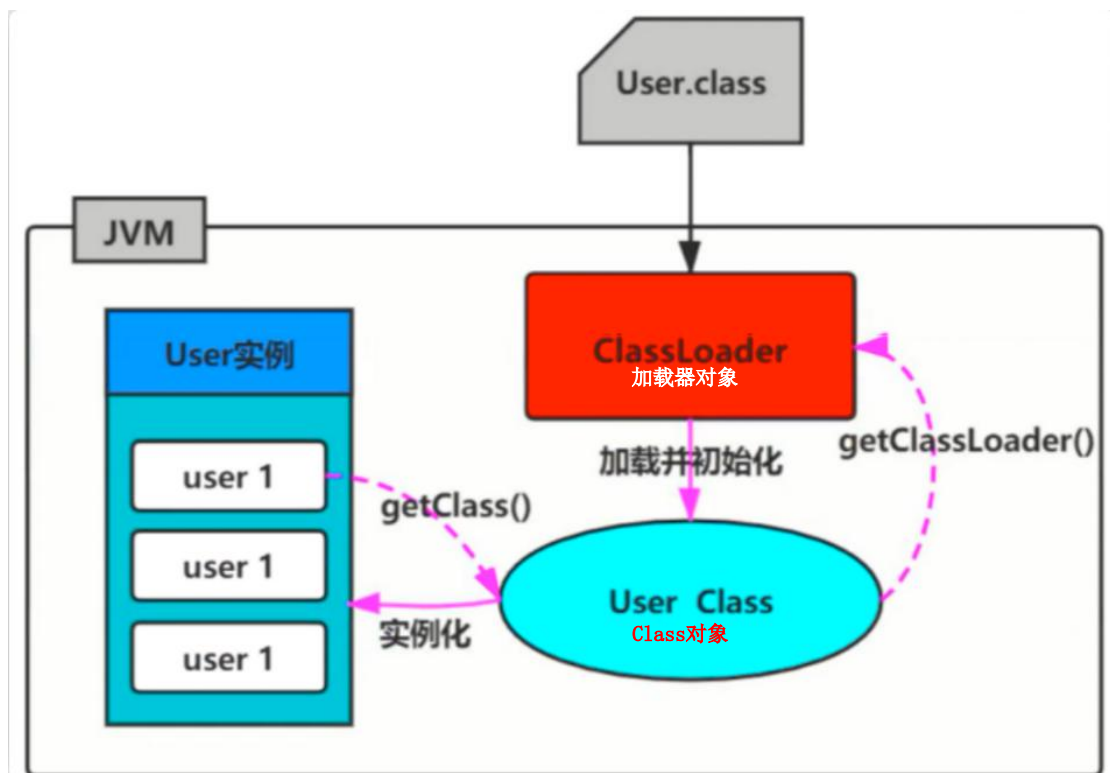 User.class
JVM
ClassLoader
加载器对象
User实例
getClassLoader()
加载并初始化
user 1
getClass()
user 1
User Class
Class对象
实例化
user 1